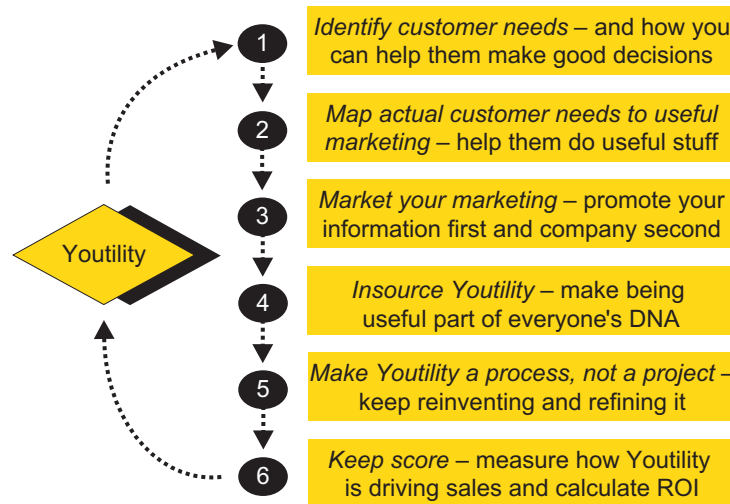 1
Identify customer needs – and how you
can help them make good decisions
2
Map actual customer needs to useful
marketing – help them do useful stuff
3
Market your marketing – promote your
information first and company second
Youtility
4
Insource Youtility – make being
useful part of everyone's DNA
5
Make Youtility a process, not a project –
keep reinventing and refining it
6
Keep score – measure how Youtility
is driving sales and calculate ROI